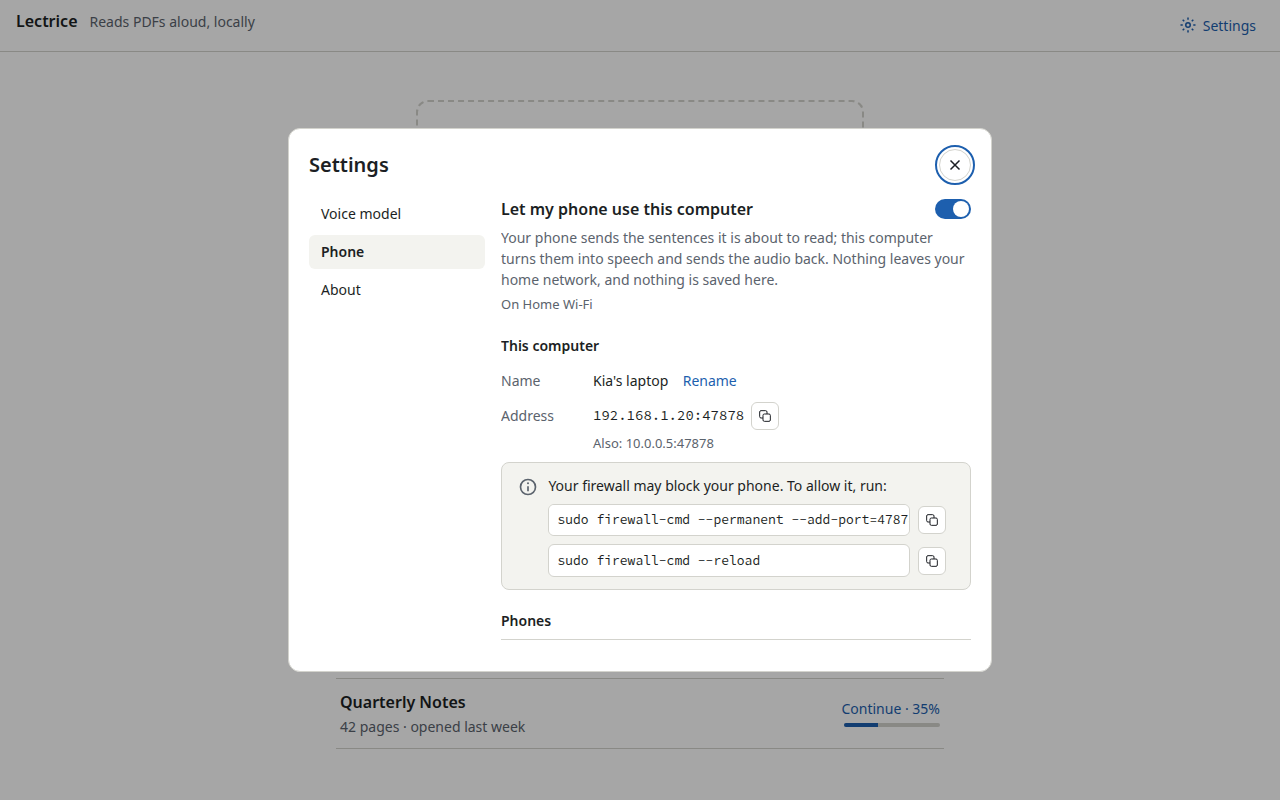 Lectrice Reads PDFs aloud, locally
Settings
Settings
Voice model
Phone
About
Let my phone use this computer
Your phone sends the sentences it is about to read; this computer
turns them into speech and sends the audio back. Nothing leaves your
home network, and nothing is saved here.
On Home Wi-Fi
This computer
Name Kia's laptop Rename
Address 192.168.1.20:47878
Also: 10.0.0.5:47878
Your firewall may block your phone. To allow it, run:
sudo firewall-cmd --permanent --add-port=4787
sudo firewall-cmd --reload
Phones
Quarterly Notes
42 pages · opened last week
Continue · 35%